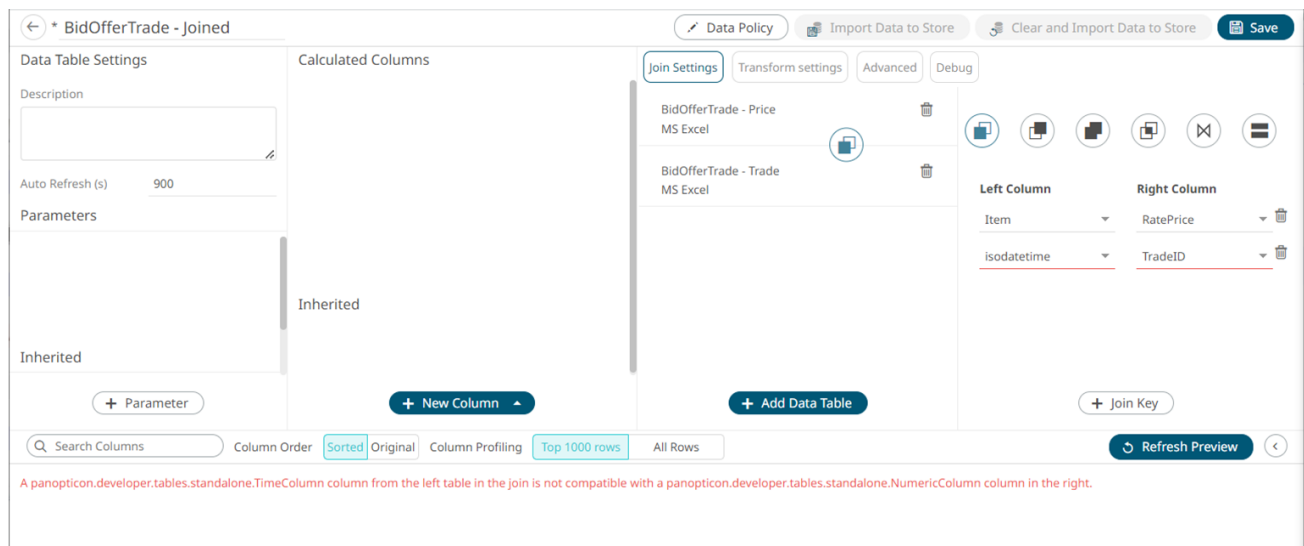 * BidOfferTrade - Joined
Data Policy
Import Data to Store
Clear and Import Data to Store
Save
Data Table Settings
Description
Auto Refresh (s) 900
Parameters
Inherited
+ Parameter
Calculated Columns
Inherited
+ New Column
Join Settings
Transform settings
Advanced
Debug
BidOfferTrade - Price
MS Excel
BidOfferTrade - Trade
MS Excel
+ Add Data Table
Left Column Right Column
Item RatePrice
isodatetime TradeID
+ Join Key
Search Columns
Column Order Sorted Original
Column Profiling Top 1000 rows All Rows
Refresh Preview
A panopticon.developer.tables.standalone.TimeColumn column from the left table in the join is not compatible with a panopticon.developer.tables.standalone.NumericColumn column in the right.